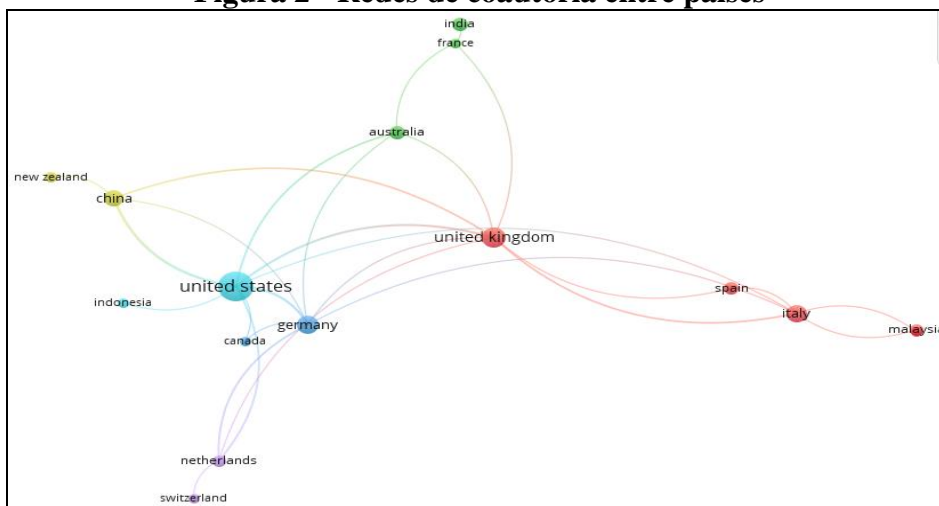 Figura 2 - Redes de coautoria entre países
india
france
australia
new zealand
china
united kingdom
united states
spain
indonesia
italy
germany
malaysia
canada
netherlands
switzerland